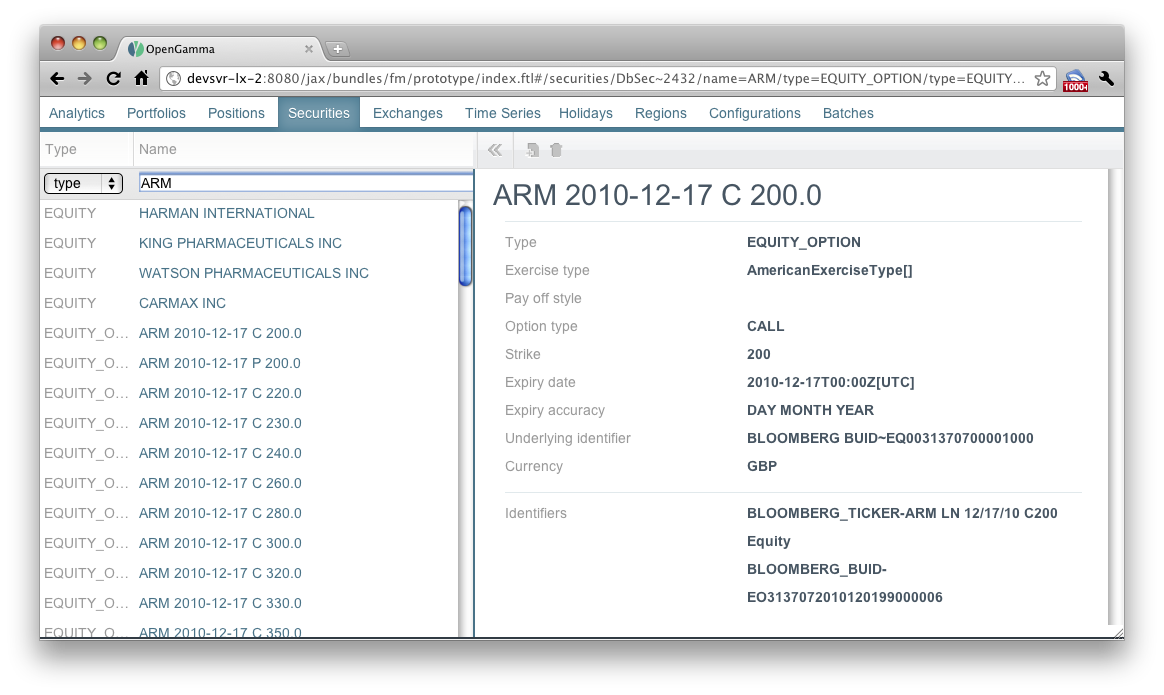 OpenGamma
devsvr-lx-2:8080/jax/bundles/fm/prototype/index.ftl#/securities/DbSec~2432/name=ARM/type=EQUITY_OPTION/type=EQUITY...
1000+
Analytics Portfolios Positions Securities Exchanges Time Series Holidays Regions Configurations Batches
Type Name
type ARM
EQUITY HARMAN INTERNATIONAL
EQUITY KING PHARMACEUTICALS INC
EQUITY WATSON PHARMACEUTICALS INC
EQUITY CARMAX INC
EQUITY_O... ARM 2010-12-17 C 200.0
EQUITY_O... ARM 2010-12-17 P 200.0
EQUITY_O... ARM 2010-12-17 C 220.0
EQUITY_O... ARM 2010-12-17 C 230.0
EQUITY_O... ARM 2010-12-17 C 240.0
EQUITY_O... ARM 2010-12-17 C 260.0
EQUITY_O... ARM 2010-12-17 C 280.0
EQUITY_O... ARM 2010-12-17 C 300.0
EQUITY_O... ARM 2010-12-17 C 320.0
EQUITY_O... ARM 2010-12-17 C 330.0
EQUITY_O... ARM 2010-12-17 C 350.0
ARM 2010-12-17 C 200.0
Type EQUITY_OPTION
Exercise type AmericanExerciseType[]
Pay off style
Option type CALL
Strike 200
Expiry date 2010-12-17T00:00Z[UTC]
Expiry accuracy DAY MONTH YEAR
Underlying identifier BLOOMBERG BUID~EQ0031370700001000
Currency GBP
Identifiers BLOOMBERG_TICKER-ARM LN 12/17/10 C200
Equity
BLOOMBERG_BUID-
EO3137072010120199000006